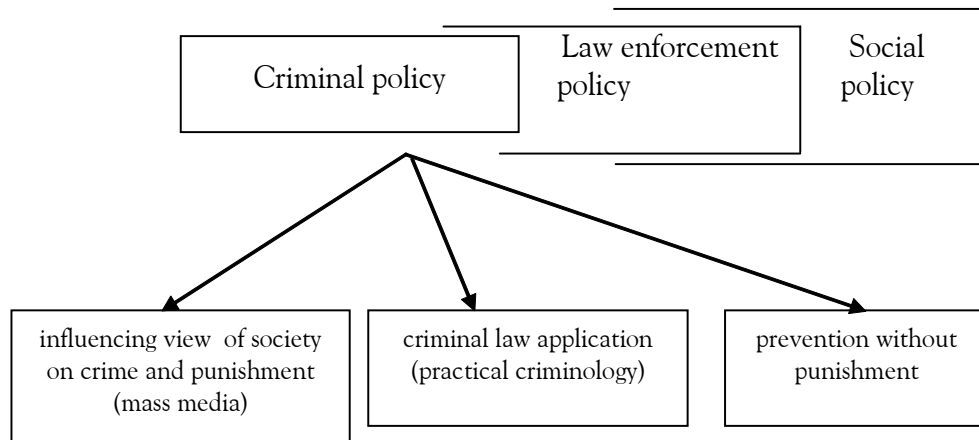 Criminal policy
Law enforcement
policy
Social
policy
influencing view of society
on crime and punishment
(mass media)
criminal law application
(practical criminology)
prevention without
punishment